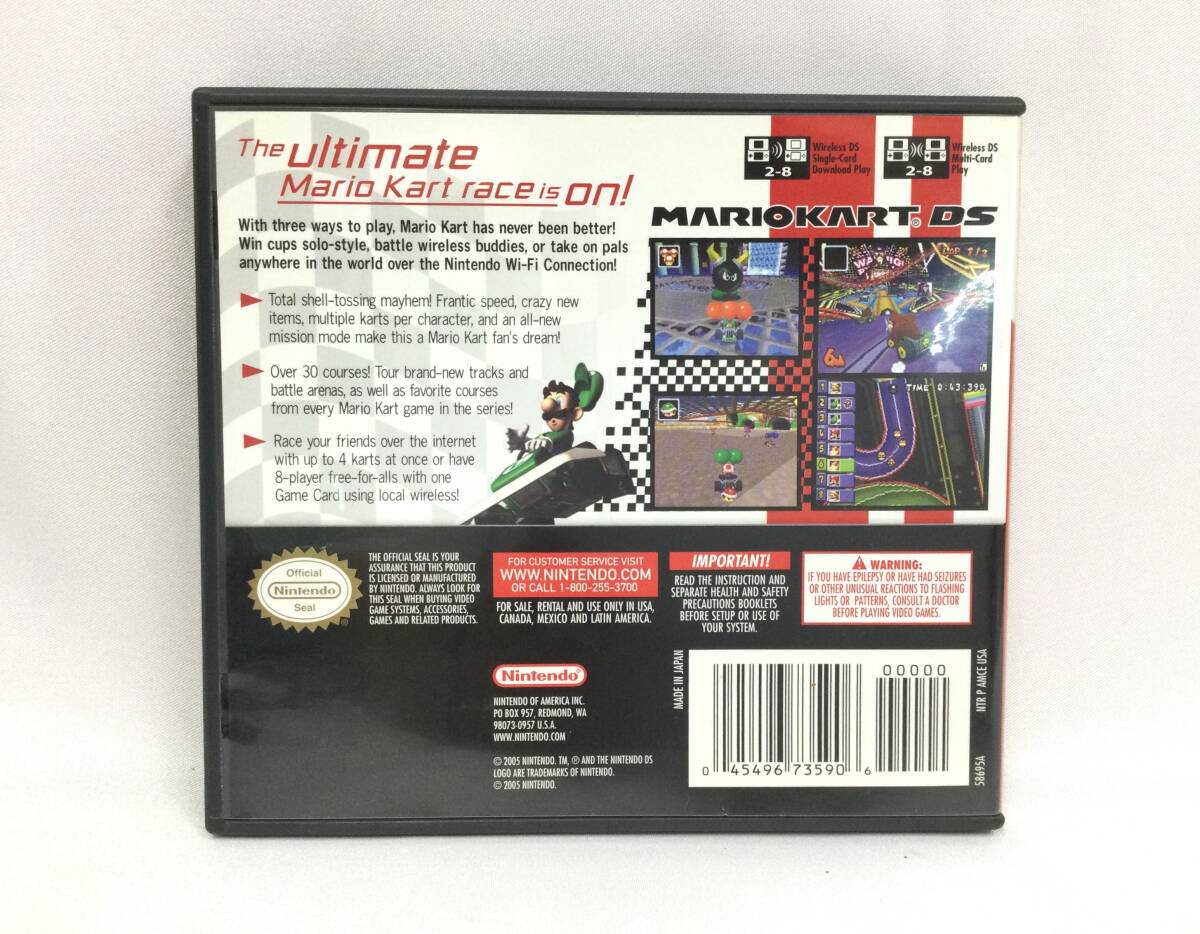 The ultimate
Mario Kart race is on!
With three ways to play, Mario Kart has never been better!
Win cups solo-style, battle wireless buddies, or take on pals
anywhere in the world over the Nintendo Wi-Fi Connection!
Total shell-tossing mayhem! Frantic speed, crazy new
items, multiple karts per character, and an all-new
mission mode make this a Mario Kart fan's dream!
Over 30 courses! Tour brand-new tracks and
battle arenas, as well as favorite courses
from every Mario Kart game in the series!
Race your friends over the internet
with up to 4 karts at once or have
8-player free-for-alls with one
Game Card using local wireless!
2-8
Wireless DS
Single-Card
Download Play
2-8
Wireless DS
Multi-Card
Play
MARIOKART® DS
TIME 0:43:390
1
2
3
4
5
6
7
8
Official
Nintendo
Seal
®
THE OFFICIAL SEAL IS YOUR
ASSURANCE THAT THIS PRODUCT
IS LICENSED OR MANUFACTURED
BY NINTENDO. ALWAYS LOOK FOR
THIS SEAL WHEN BUYING VIDEO
GAME SYSTEMS, ACCESSORIES,
GAMES AND RELATED PRODUCTS.
FOR CUSTOMER SERVICE VISIT
WWW.NINTENDO.COM
OR CALL 1-800-255-3700
FOR SALE, RENTAL AND USE ONLY IN USA,
CANADA, MEXICO AND LATIN AMERICA.
IMPORTANT!
READ THE INSTRUCTION AND
SEPARATE HEALTH AND SAFETY
PRECAUTIONS BOOKLETS
BEFORE SETUP OR USE OF
YOUR SYSTEM.
WARNING:
IF YOU HAVE EPILEPSY OR HAVE HAD SEIZURES
OR OTHER UNUSUAL REACTIONS TO FLASHING
LIGHTS OR PATTERNS, CONSULT A DOCTOR
BEFORE PLAYING VIDEO GAMES.
Nintendo®
NINTENDO OF AMERICA INC.
PO BOX 957, REDMOND, WA
98073-0957 U.S.A.
WWW.NINTENDO.COM
© 2005 NINTENDO. TM, ® AND THE NINTENDO DS
LOGO ARE TRADEMARKS OF NINTENDO.
© 2005 NINTENDO.
MADE IN JAPAN
00000
0 45496 73590 6
NTR P AMCE USA
58695A